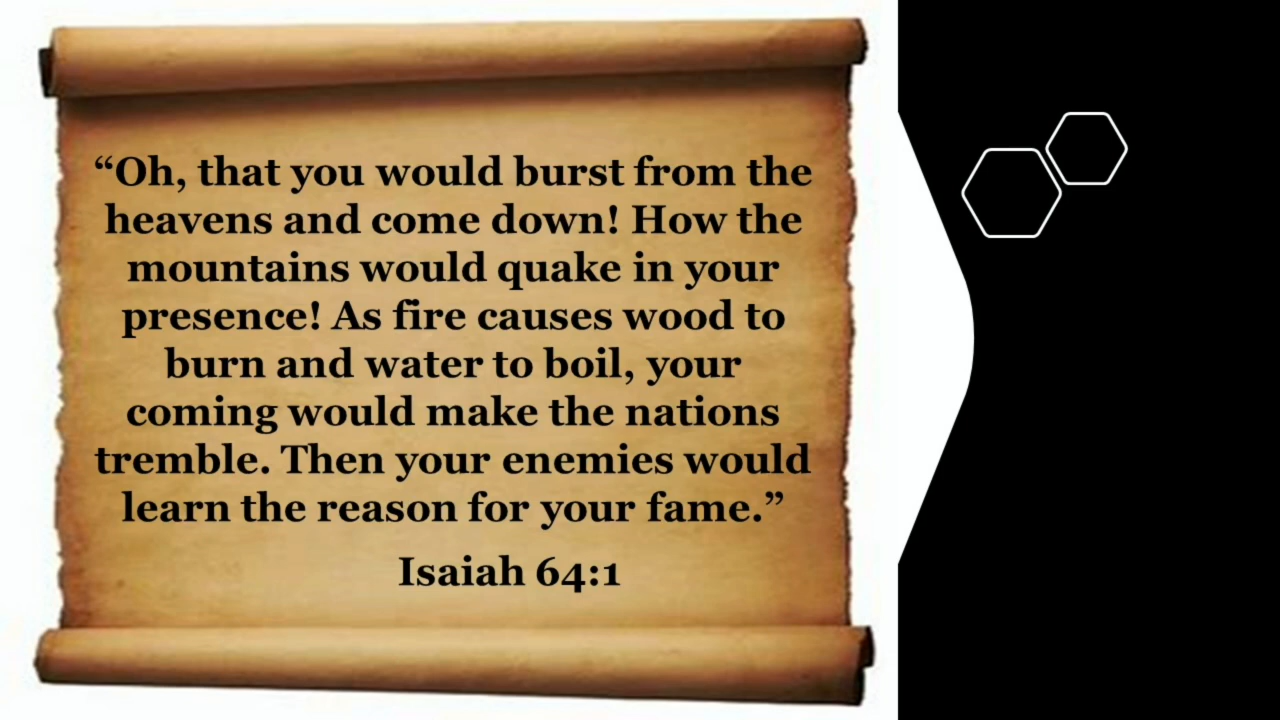 “Oh, that you would burst from the
heavens and come down! How the
mountains would quake in your
presence! As fire causes wood to
burn and water to boil, your
coming would make the nations
tremble. Then your enemies would
learn the reason for your fame.”
Isaiah 64:1